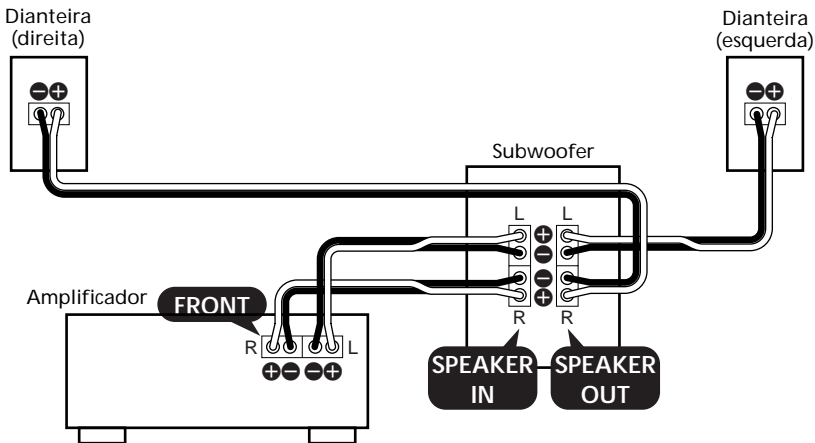 Dianteira
(direita)
Dianteira
(esquerda)
− +
− +
Subwoofer
L L
+
−
−
+
R R
Amplificador
FRONT
R L
+ − − +
SPEAKER
IN
SPEAKER
OUT